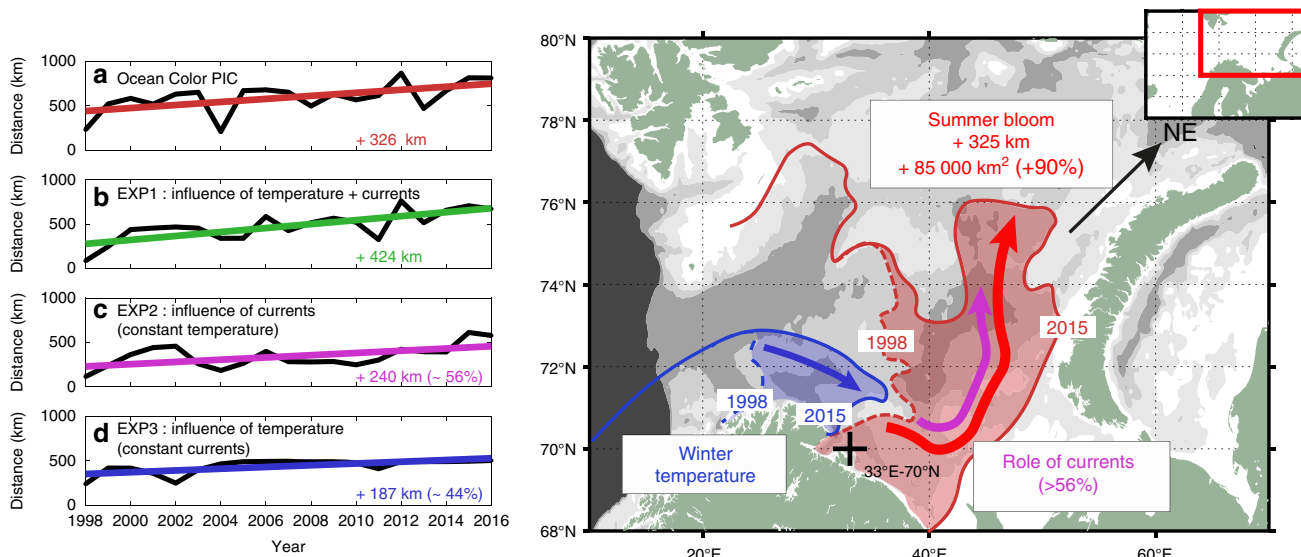 a Ocean Color PIC
1000
500
0
Distance (km)
+ 326 km
b EXP1 : influence of temperature + currents
1000
500
0
Distance (km)
+ 424 km
c EXP2 : influence of currents
(constant temperature)
1000
500
0
Distance (km)
+ 240 km (~ 56%)
d EXP3 : influence of temperature
(constant currents)
1000
500
0
Distance (km)
+ 187 km (~ 44%)
1998 2000 2002 2004 2006 2008 2010 2012 2014 2016
Year
80°N
78°N
76°N
74°N
72°N
70°N
68°N
20°E 40°E 60°E
NE
Summer bloom
+ 325 km
+ 85 000 km² (+90%)
1998
2015
1998
2015
Winter
temperature
33°E-70°N
Role of currents
(>56%)